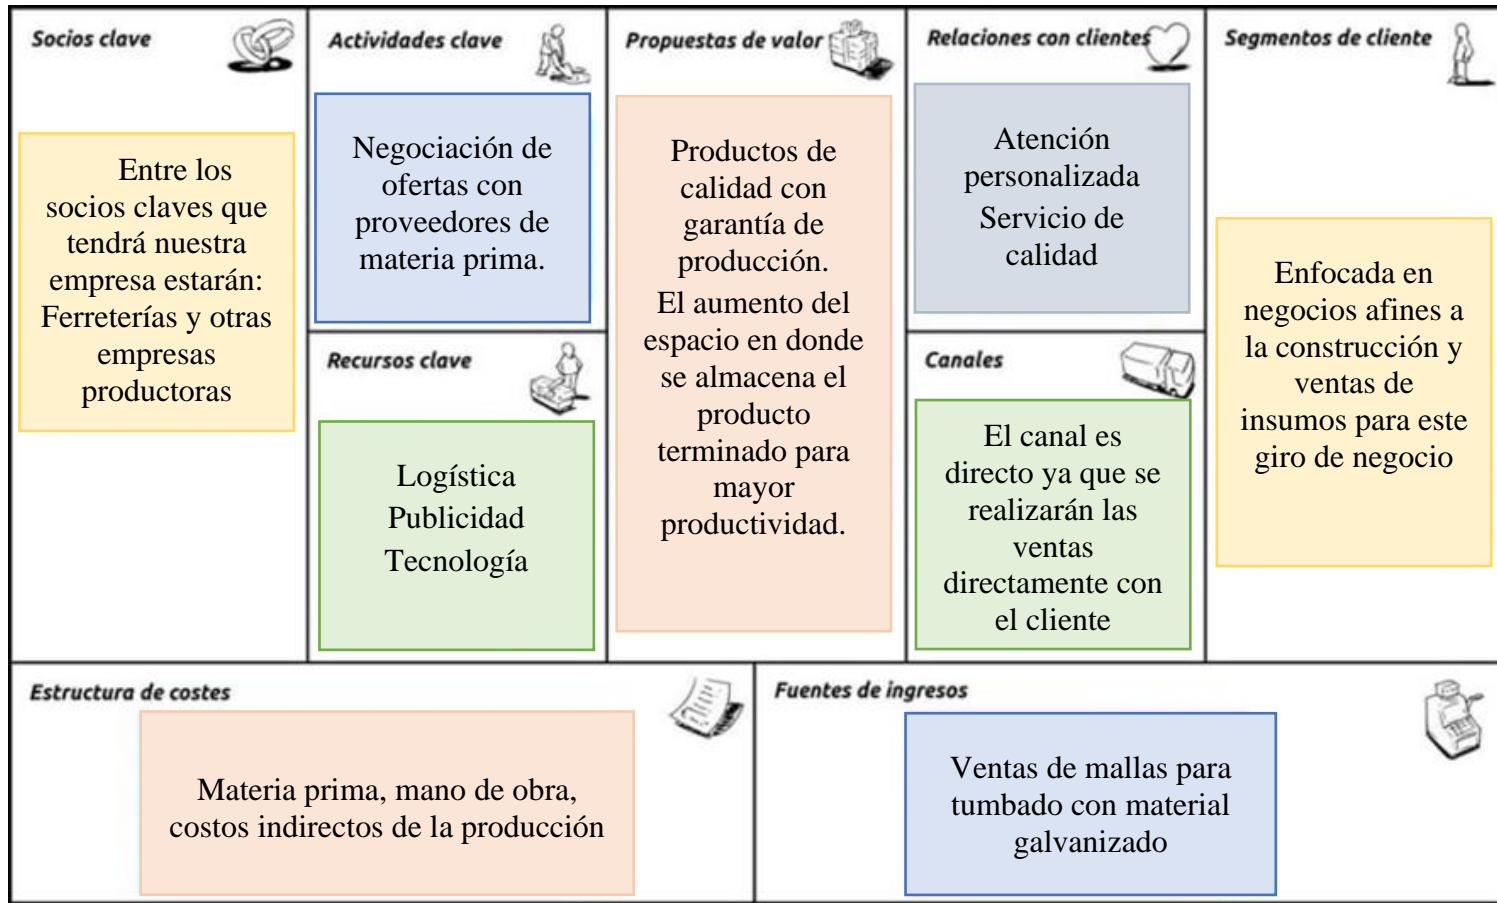 Socios clave
Entre los
socios claves que
tendrá nuestra
empresa estarán:
Ferreterías y otras
empresas
productoras
Actividades clave
Negociación de
ofertas con
proveedores de
materia prima.
Recursos clave
Logística
Publicidad
Tecnología
Propuestas de valor
Productos de
calidad con
garantía de
producción.
El aumento del
espacio en donde
se almacena el
producto
terminado para
mayor
productividad.
Relaciones con clientes
Atención
personalizada
Servicio de
calidad
Canales
El canal es
directo ya que se
realizarán las
ventas
directamente con
el cliente
Segmentos de cliente
Enfocada en
negocios afines a
la construcción y
ventas de
insumos para este
giro de negocio
Estructura de costes
Materia prima, mano de obra,
costos indirectos de la producción
Fuentes de ingresos
Ventas de mallas para
tumbado con material
galvanizado